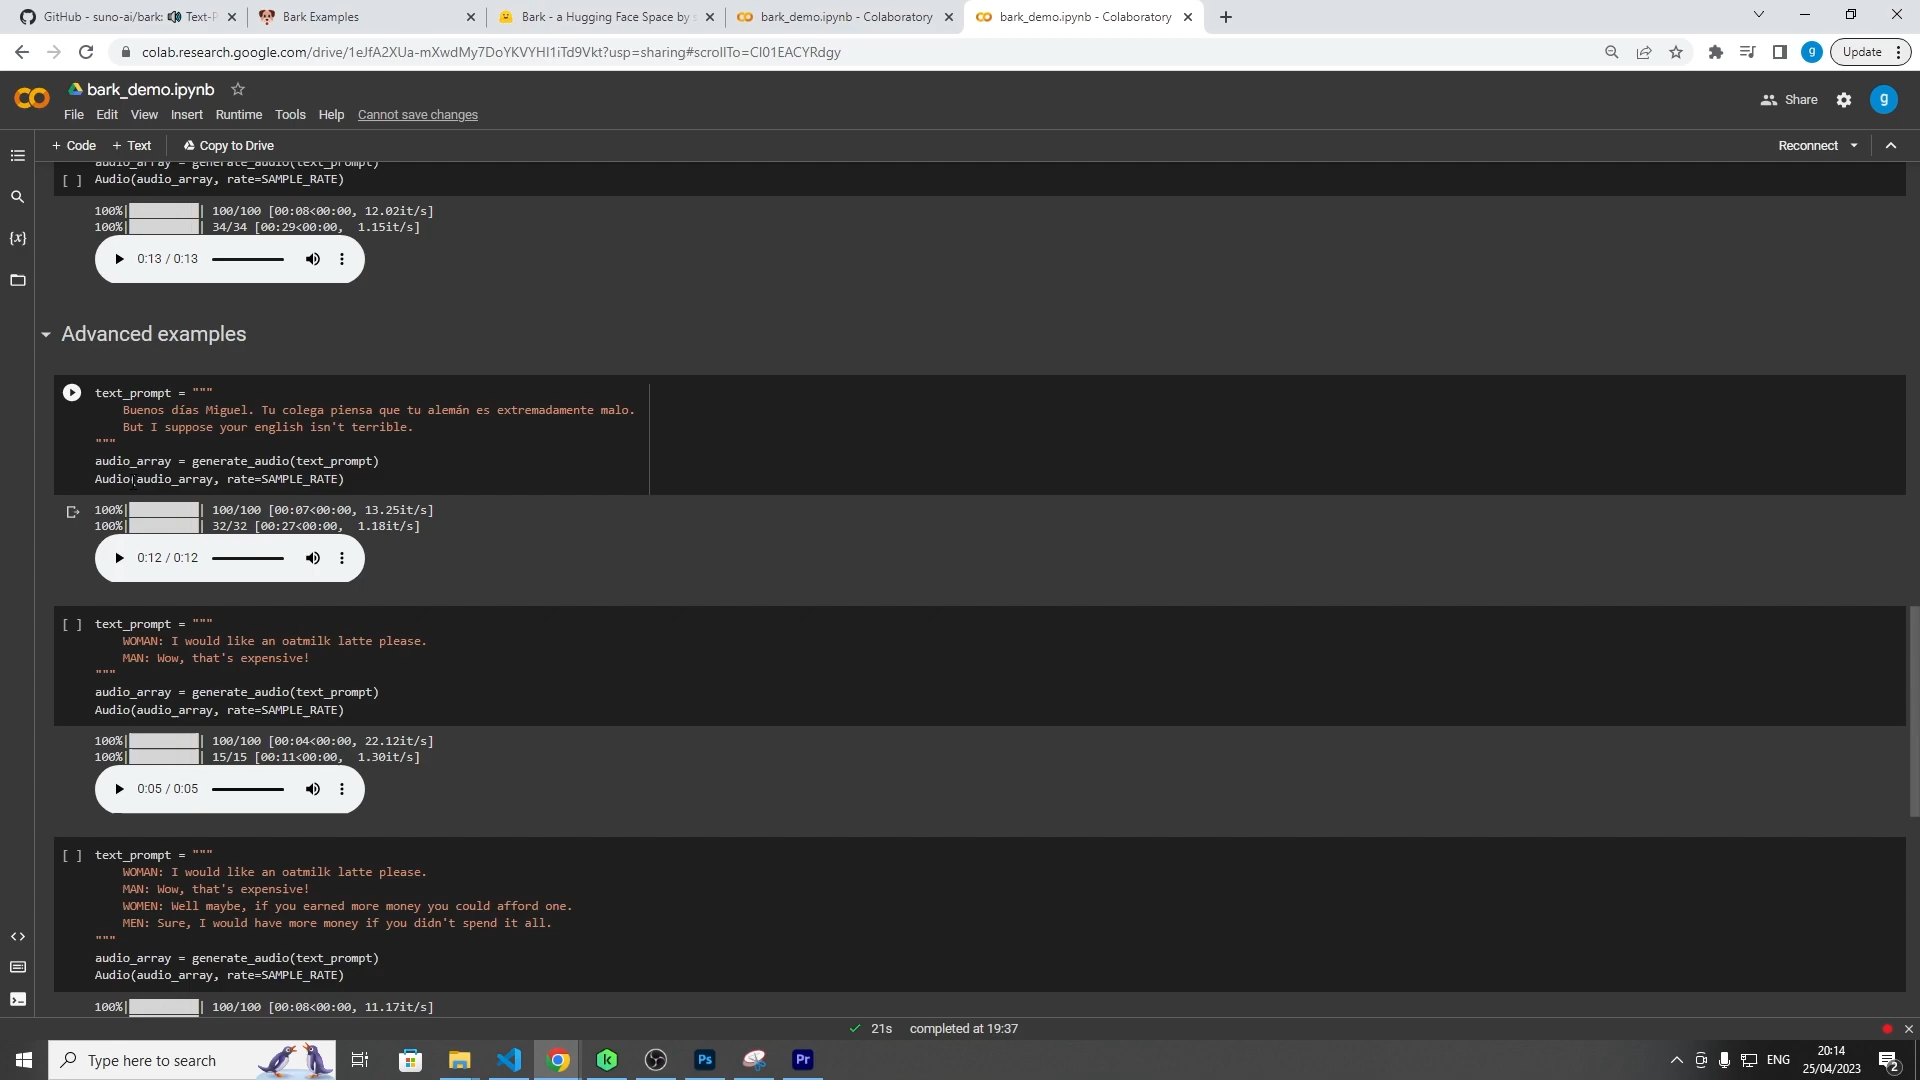 GitHub - suno-ai/bark: 🔊 Text-P
Bark Examples
Bark - a Hugging Face Space by s
bark_demo.ipynb - Colaboratory
bark_demo.ipynb - Colaboratory
colab.research.google.com/drive/1eJfA2XUa-mXwdMy7DoYKVYHI1iTd9Vkt?usp=sharing#scrollTo=CI01EACYRdgy
g
Update
bark_demo.ipynb
Share
g
File Edit View Insert Runtime Tools Help Cannot save changes
+ Code + Text Copy to Drive
Reconnect
audio_array = generate_audio(text_prompt)
[ ] Audio(audio_array, rate=SAMPLE_RATE)
100%| | 100/100 [00:08<00:00, 12.02it/s]
100%| | 34/34 [00:29<00:00, 1.15it/s]
0:13 / 0:13
Advanced examples
text_prompt = """
Buenos días Miguel. Tu colega piensa que tu alemán es extremadamente malo.
But I suppose your english isn't terrible.
"""
audio_array = generate_audio(text_prompt)
Audio(audio_array, rate=SAMPLE_RATE)
100%| | 100/100 [00:07<00:00, 13.25it/s]
100%| | 32/32 [00:27<00:00, 1.18it/s]
0:12 / 0:12
[ ] text_prompt = """
WOMAN: I would like an oatmilk latte please.
MAN: Wow, that's expensive!
"""
audio_array = generate_audio(text_prompt)
Audio(audio_array, rate=SAMPLE_RATE)
100%| | 100/100 [00:04<00:00, 22.12it/s]
100%| | 15/15 [00:11<00:00, 1.30it/s]
0:05 / 0:05
[ ] text_prompt = """
WOMAN: I would like an oatmilk latte please.
MAN: Wow, that's expensive!
WOMEN: Well maybe, if you earned more money you could afford one.
MEN: Sure, I would have more money if you didn't spend it all.
"""
audio_array = generate_audio(text_prompt)
Audio(audio_array, rate=SAMPLE_RATE)
100%| | 100/100 [00:08<00:00, 11.17it/s]
21s completed at 19:37
Type here to search
k
Ps
Pr
ENG
20:14
25/04/2023
2